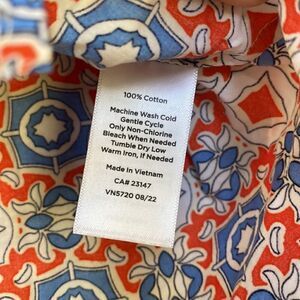 100% Cotton
Machine Wash Cold
Gentle Cycle
Only Non-Chlorine
Bleach When Needed
Tumble Dry Low
Warm Iron, If Needed
Made In Vietnam
CA# 23147
VN5720 08/22